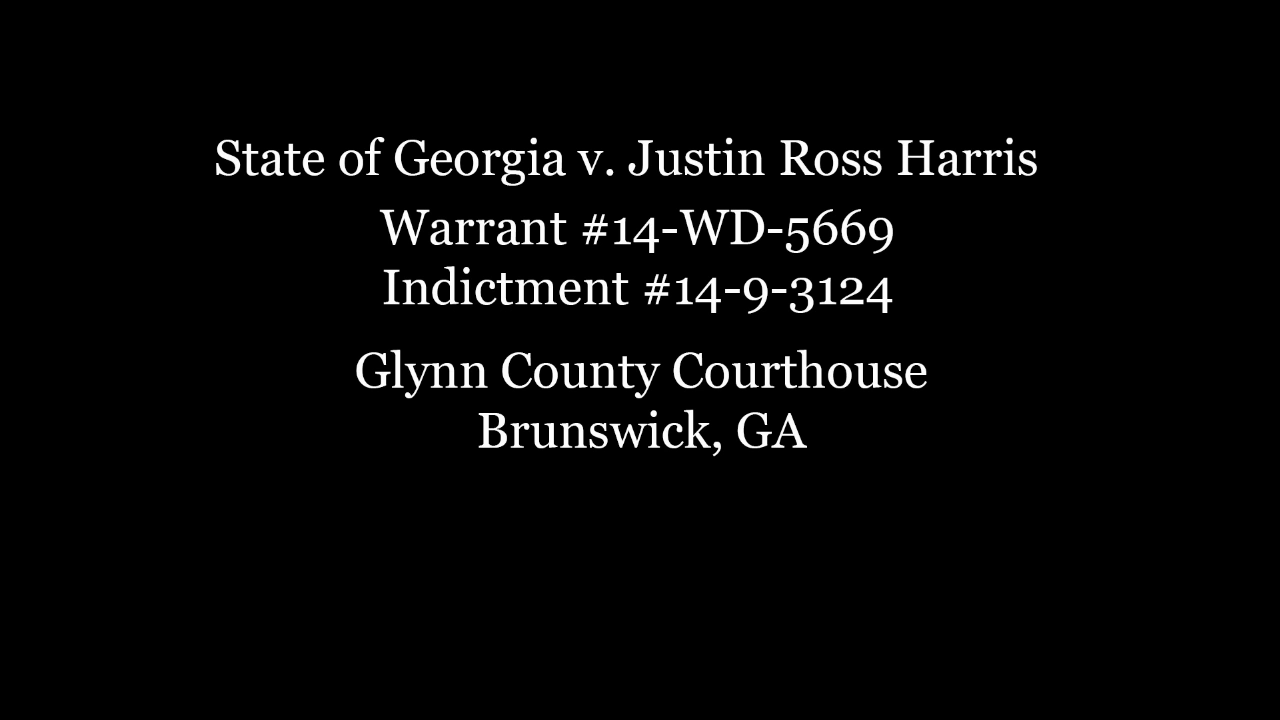 State of Georgia v. Justin Ross Harris
Warrant #14-WD-5669
Indictment #14-9-3124
Glynn County Courthouse
Brunswick, GA